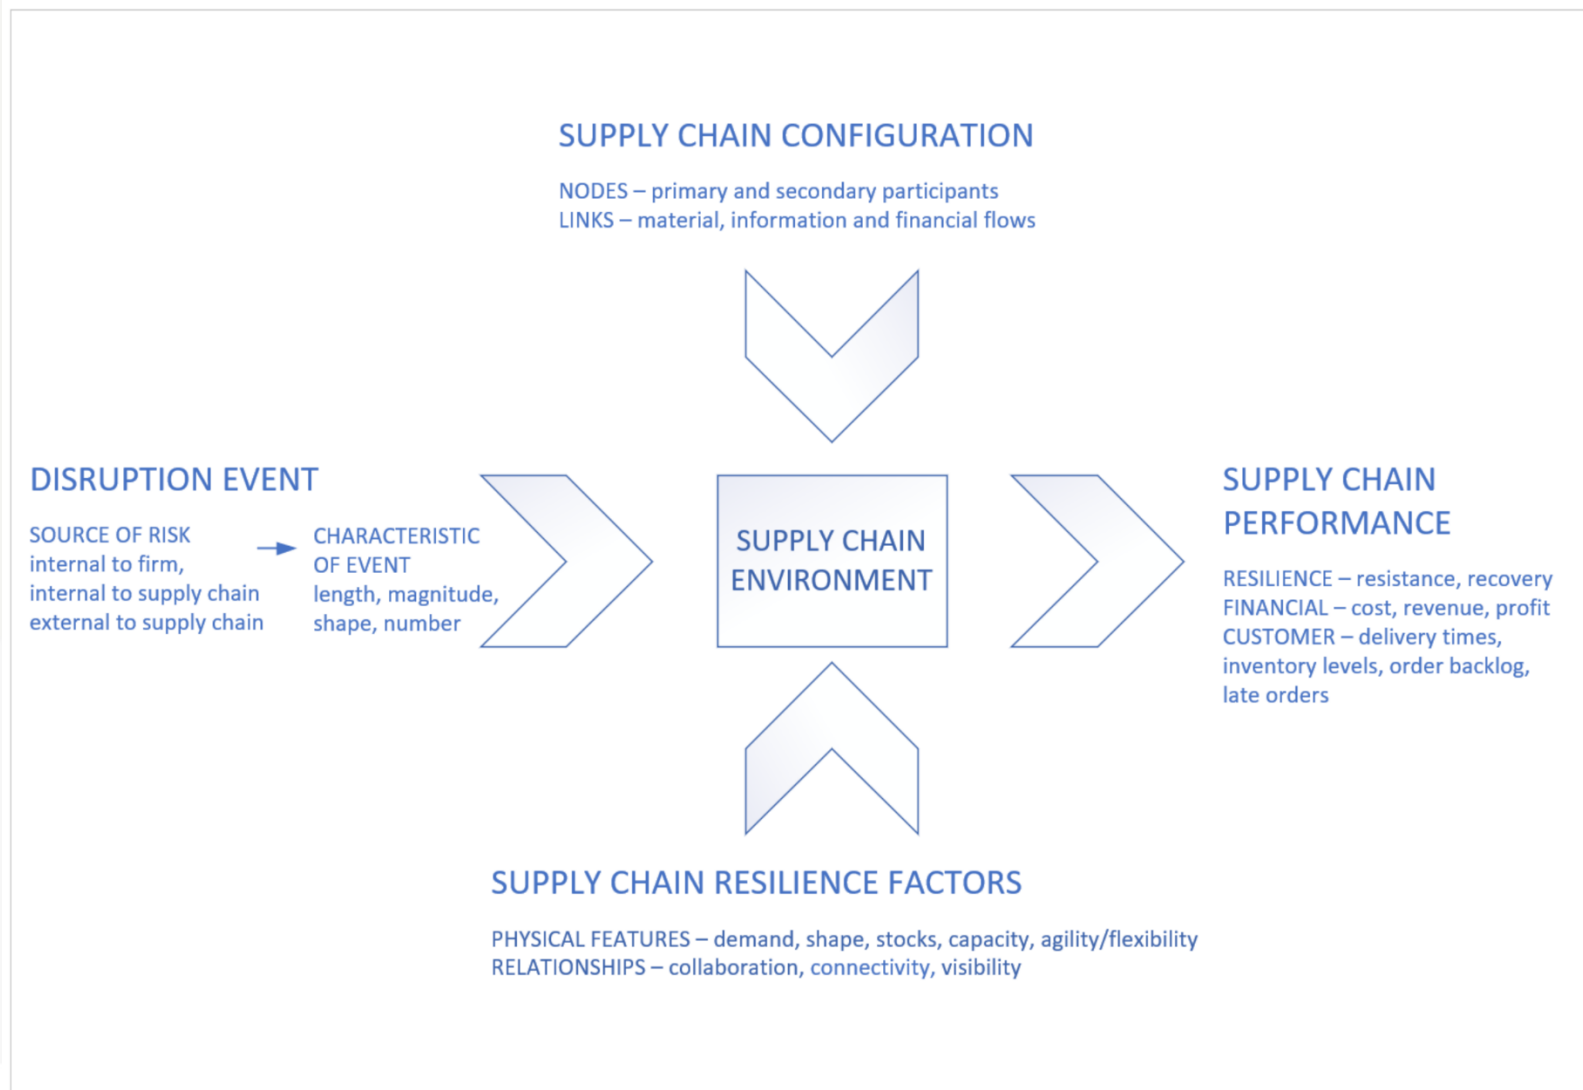 SUPPLY CHAIN CONFIGURATION
NODES – primary and secondary participants
LINKS – material, information and financial flows
DISRUPTION EVENT
SOURCE OF RISK
internal to firm,
internal to supply chain
external to supply chain
CHARACTERISTIC
OF EVENT
length, magnitude,
shape, number
SUPPLY CHAIN
ENVIRONMENT
SUPPLY CHAIN
PERFORMANCE
RESILIENCE – resistance, recovery
FINANCIAL – cost, revenue, profit
CUSTOMER – delivery times,
inventory levels, order backlog,
late orders
SUPPLY CHAIN RESILIENCE FACTORS
PHYSICAL FEATURES – demand, shape, stocks, capacity, agility/flexibility
RELATIONSHIPS – collaboration, connectivity, visibility